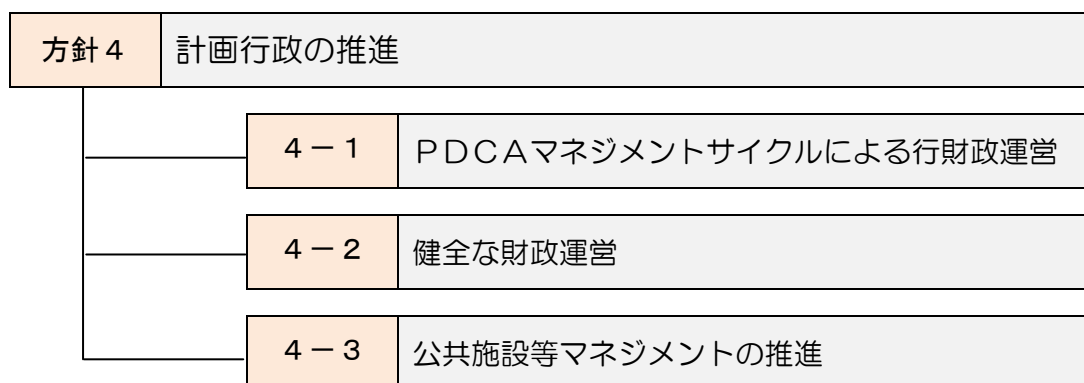 方針４ 計画行政の推進
４－１ ＰＤＣＡマネジメントサイクルによる行財政運営
４－２ 健全な財政運営
４－３ 公共施設等マネジメントの推進